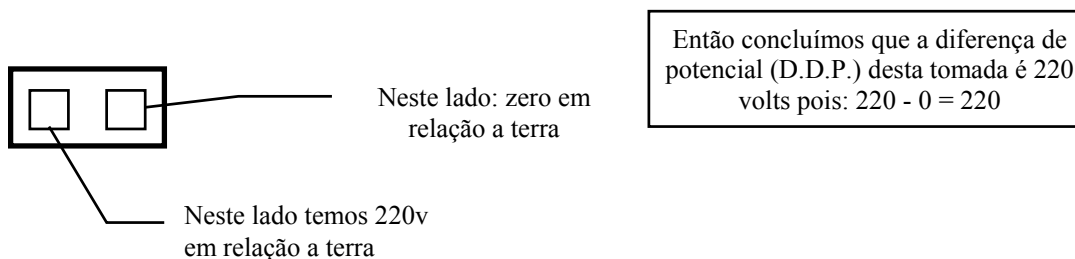 Neste lado: zero em
relação a terra
Então concluímos que a diferença de
potencial (D.D.P.) desta tomada é 220
volts pois: 220 - 0 = 220
Neste lado temos 220v
em relação a terra